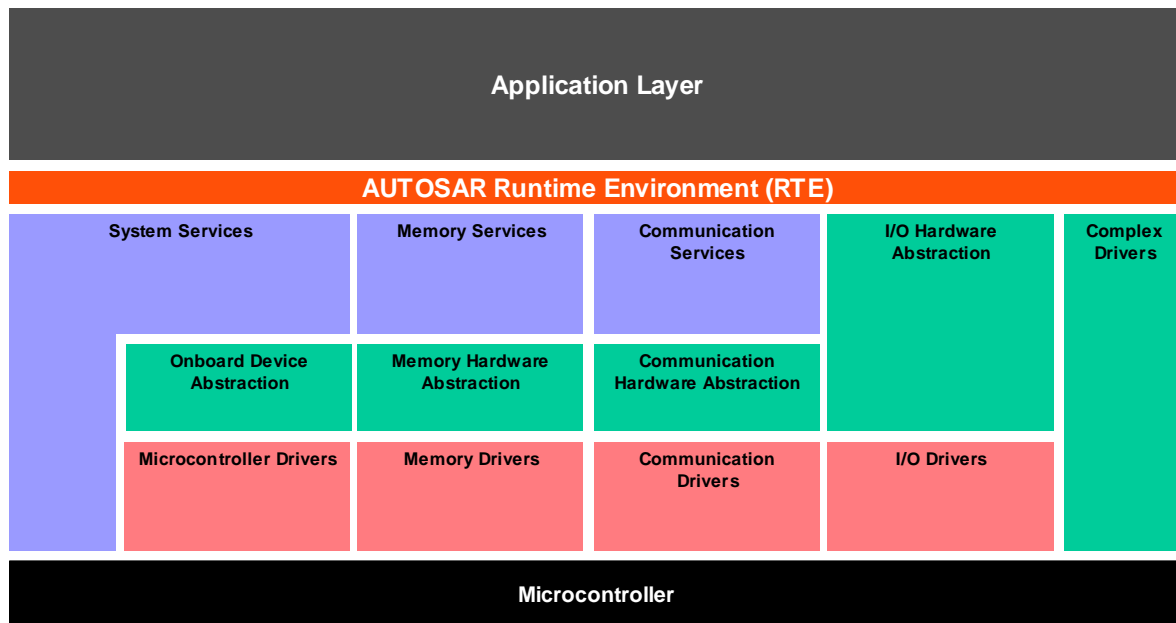 Application Layer
AUTOSAR Runtime Environment (RTE)
System Services
Memory Services
Communication
Services
I/O Hardware
Abstraction
Complex
Drivers
Onboard Device
Abstraction
Memory Hardware
Abstraction
Communication
Hardware Abstraction
Microcontroller Drivers
Memory Drivers
Communication
Drivers
I/O Drivers
Microcontroller